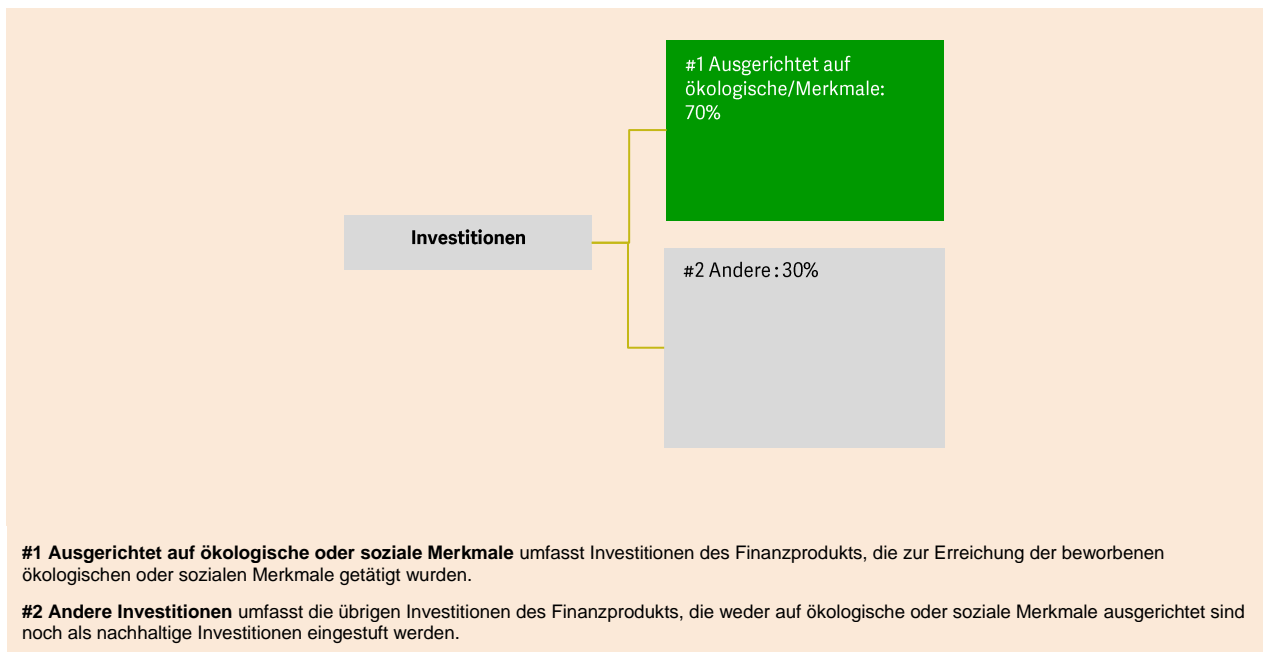 #1 Ausgerichtet auf
ökologische/Merkmale:
70%
Investitionen
#2 Andere : 30%
#1 Ausgerichtet auf ökologische oder soziale Merkmale umfasst Investitionen des Finanzprodukts, die zur Erreichung der beworbenen
ökologischen oder sozialen Merkmale getätigt wurden.
#2 Andere Investitionen umfasst die übrigen Investitionen des Finanzprodukts, die weder auf ökologische oder soziale Merkmale ausgerichtet sind
noch als nachhaltige Investitionen eingestuft werden.